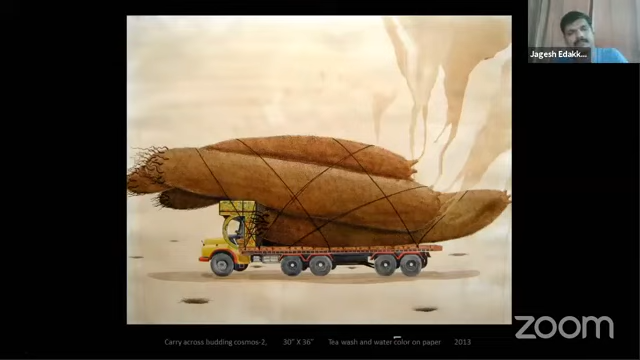 Jagesh Edakk...
Carry across budding cosmos-2, 30" X 36" Tea wash and water color on paper 2013
zoom